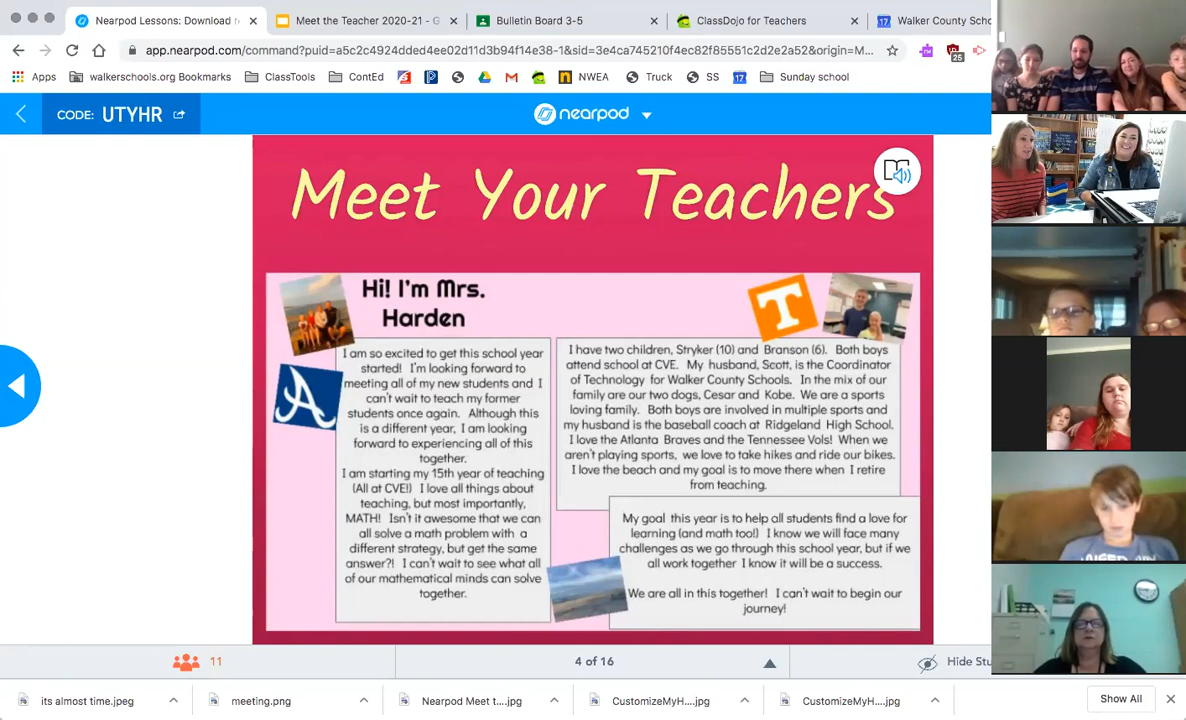 Nearpod Lessons: Download r
Meet the Teacher 2020-21 - G
Bulletin Board 3-5
ClassDojo for Teachers
17 Walker County Scho
app.nearpod.com/command?puid=a5c2c4924dded4ee02d11d3b94f14e38-1&sid=3e4ca745210f4ec82f85551c2d2e2a52&origin=M...
25
Apps
walkerschools.org Bookmarks
ClassTools
ContEd
NWEA
Truck
SS
17
Sunday school
CODE: UTYHR
nearpod
Meet Your Teachers
Hi! I'm Mrs.
Harden
T
A
I am so excited to get this school year
started! I'm looking forward to
meeting all of my new students and I
can't wait to teach my former
students once again. Although this
is a different year, I am looking
forward to experiencing all of this
together.
I am starting my 15th year of teaching
(All at CVE!) I love all things about
teaching, but most importantly,
MATH! Isn't it awesome that we can
all solve a math problem with a
different strategy, but get the same
answer?! I can't wait to see what all
of our mathematical minds can solve
together.
I have two children, Stryker (10) and Branson (6). Both boys
attend school at CVE. My husband, Scott, is the Coordinator
of Technology for Walker County Schools. In the mix of our
family are our two dogs, Cesar and Kobe. We are a sports
loving family. Both boys are involved in multiple sports and
my husband is the baseball coach at Ridgeland High School.
I love the Atlanta Braves and the Tennessee Vols! When we
aren't playing sports, we love to take hikes and ride our bikes.
I love the beach and my goal is to move there when I retire
from teaching.
My goal this year is to help all students find a love for
learning (and math too!) I know we will face many
challenges as we go through this school year, but if we
all work together I know it will be a success.
We are all in this together! I can't wait to begin our
journey!
11
4 of 16
Hide Stu
its almost time.jpeg
meeting.png
Nearpod Meet t....jpg
CustomizeMyH....jpg
CustomizeMyH....jpg
Show All